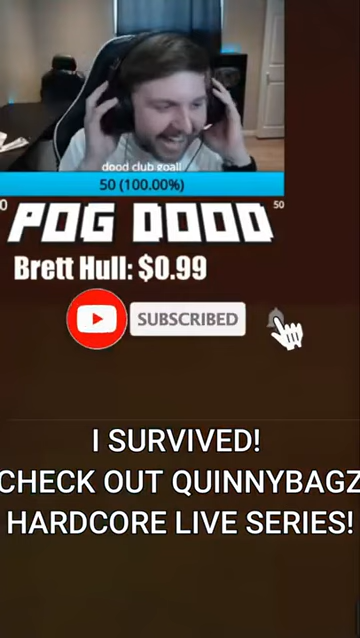 dood club goal!
50 (100.00%)
0
50
POG DOOD
Brett Hull: $0.99
SUBSCRIBED
I SURVIVED!
CHECK OUT QUINNYBAGZ
HARDCORE LIVE SERIES!